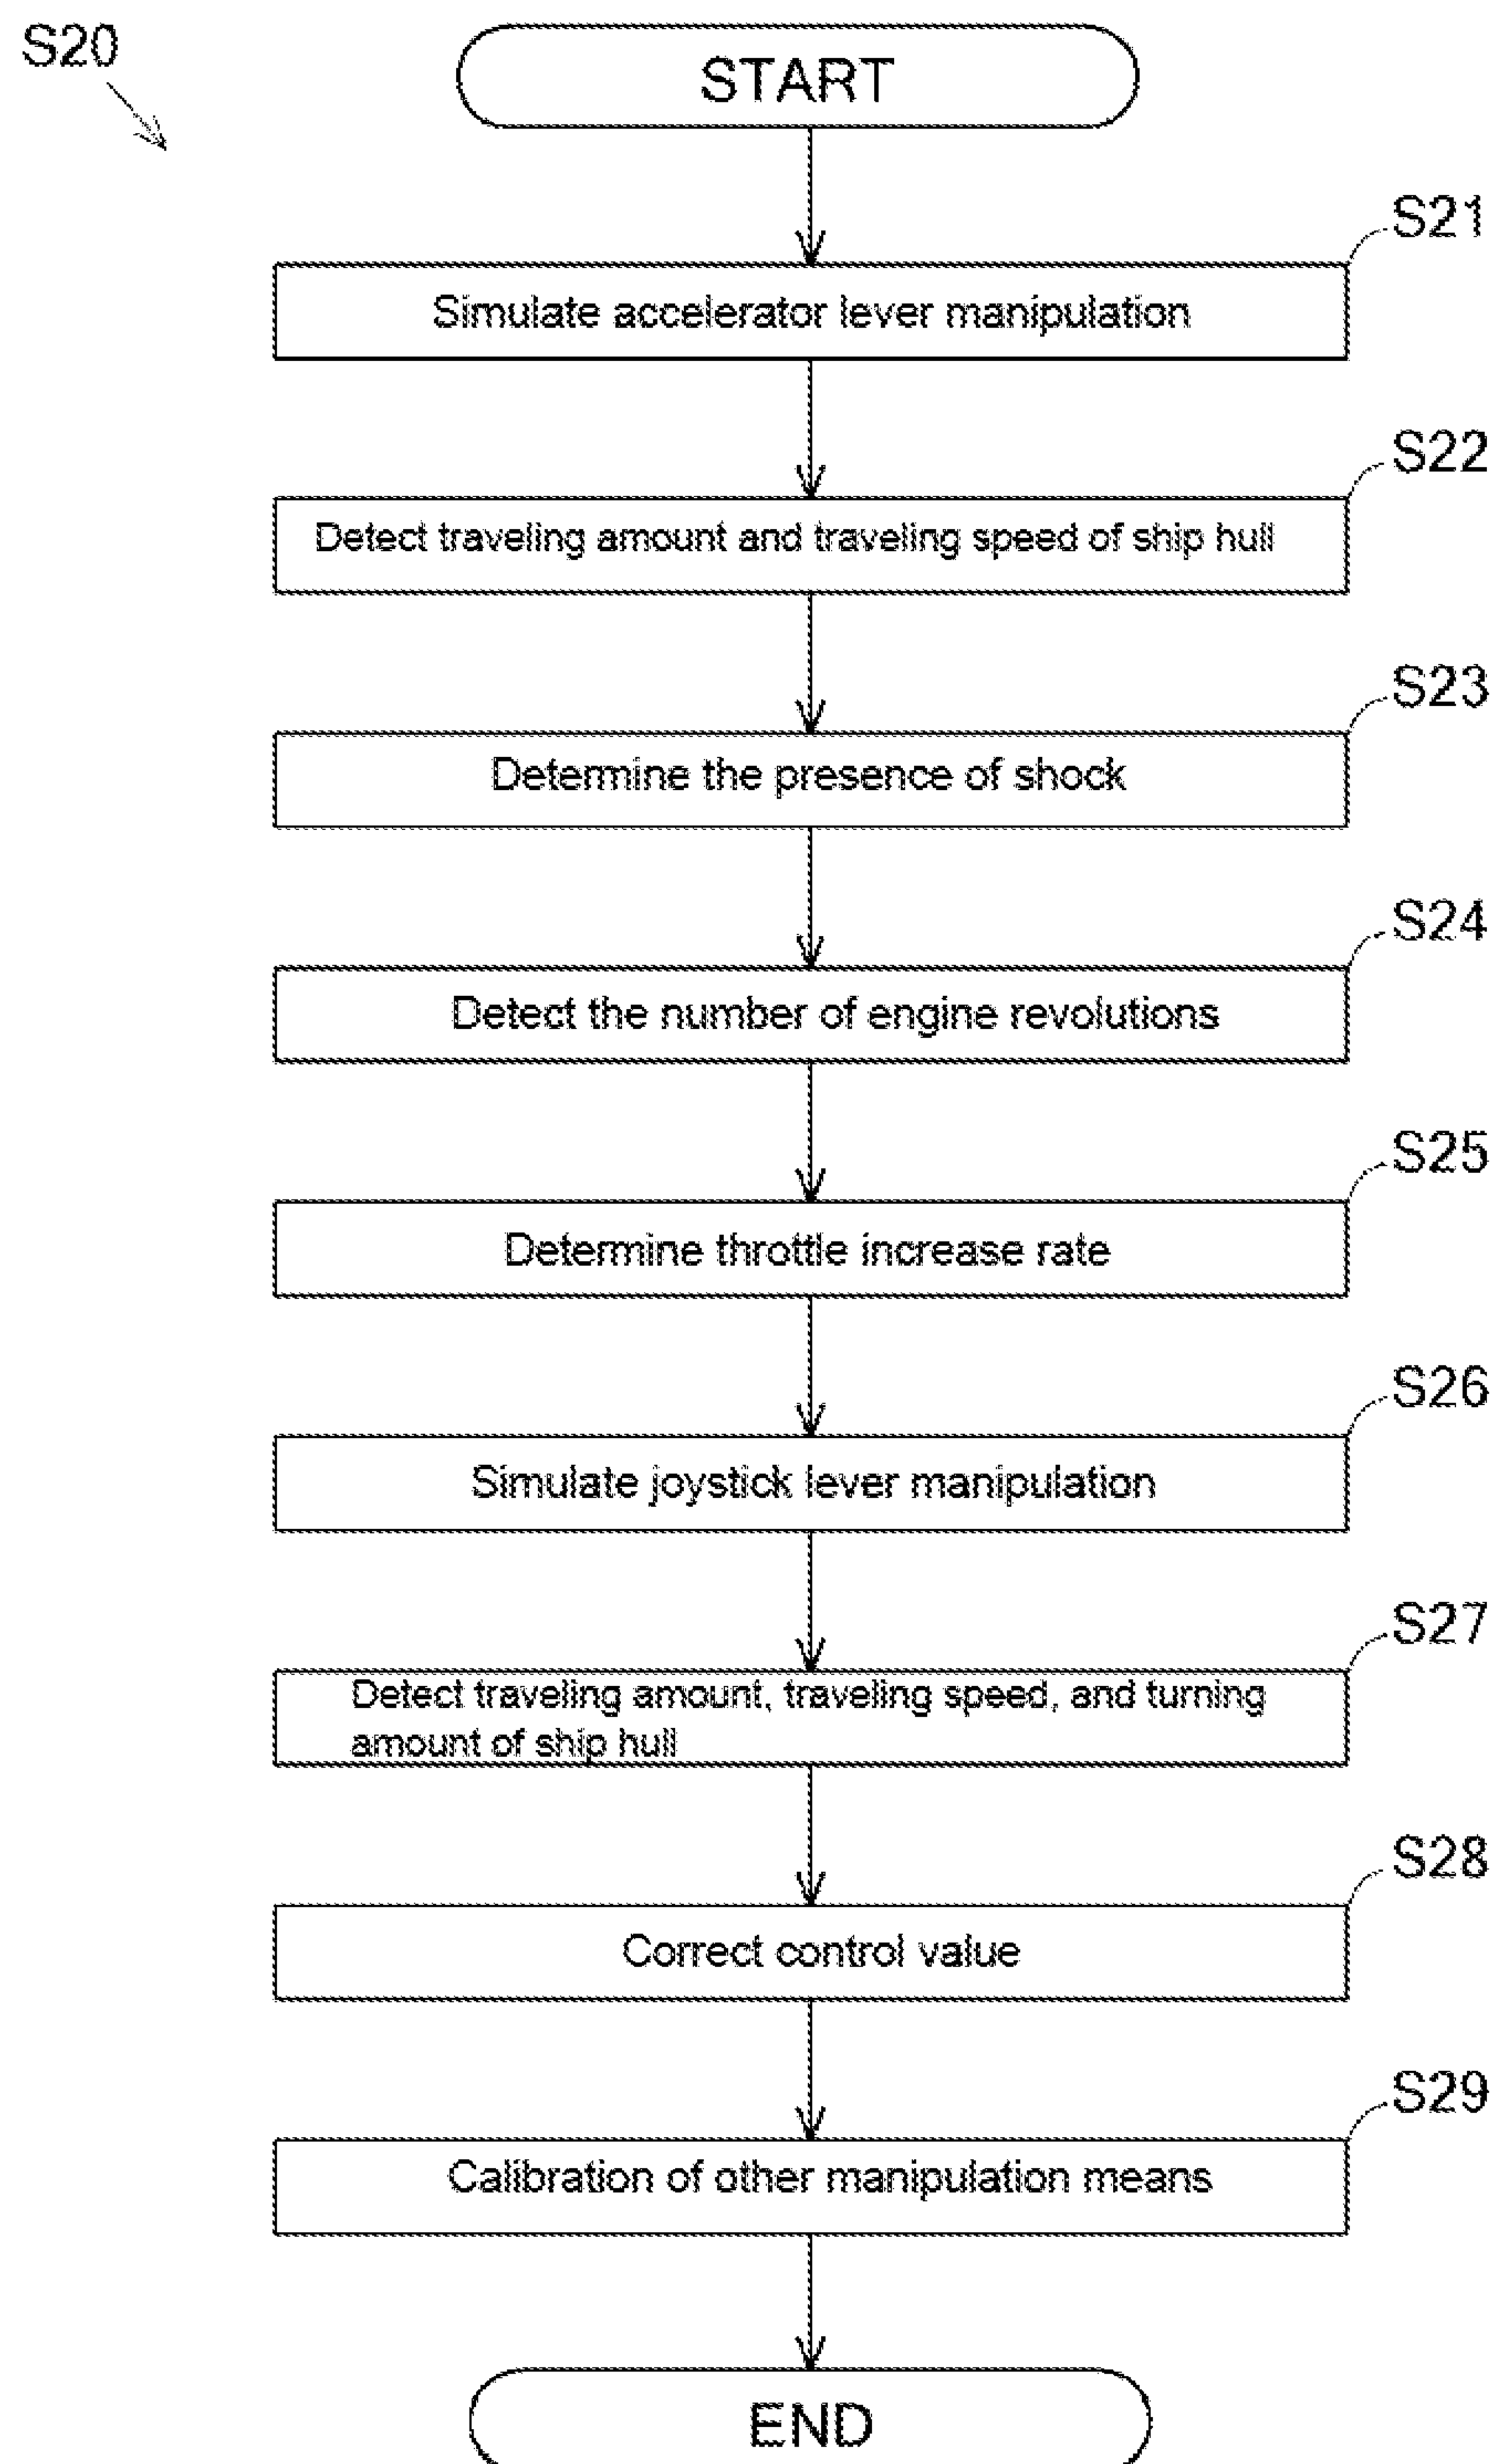 S20
START
S21
Simulate accelerator lever manipulation
S22
Detect traveling amount and traveling speed of ship hull
S23
Determine the presence of shock
S24
Detect the number of engine revolutions
S25
Determine throttle increase rate
S26
Simulate joystick lever manipulation
S27
Detect traveling amount, traveling speed, and turning
amount of ship hull
S28
Correct control value
S29
Calibration of other manipulation means
END